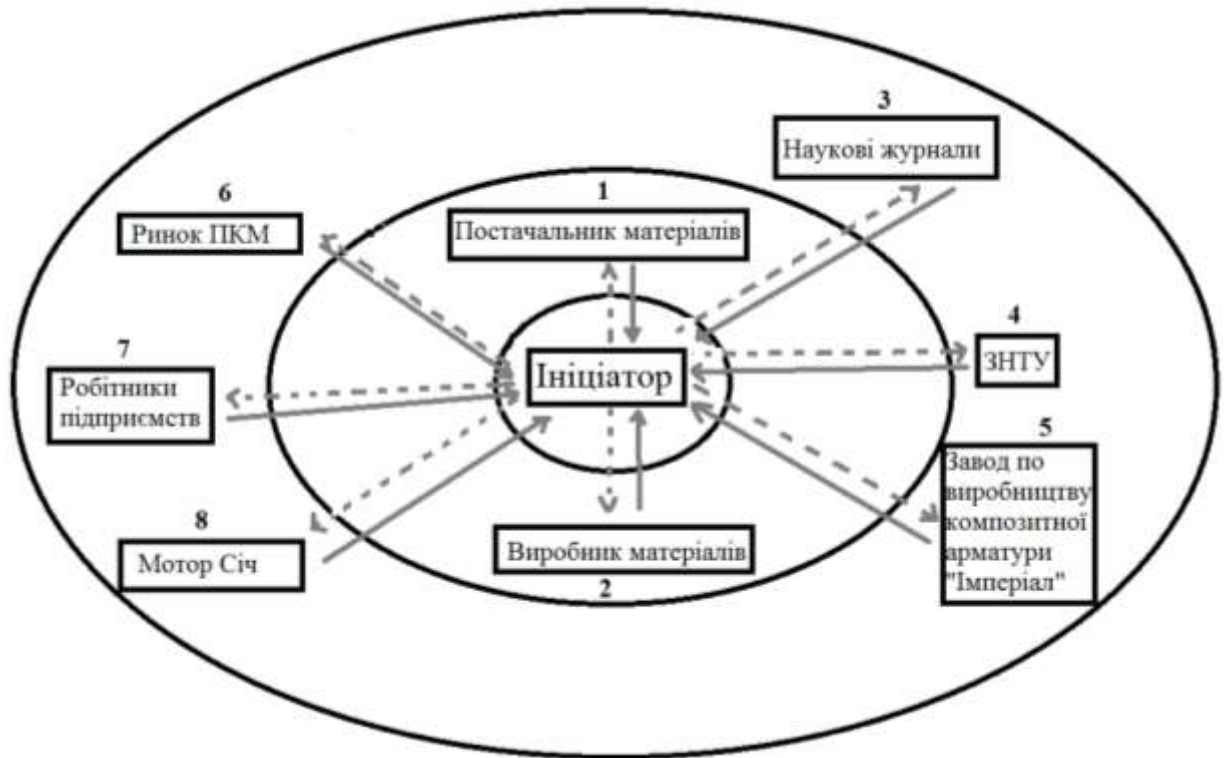 3
Наукові журнали
6
Ринок ПКМ
1
Постачальник матеріалів
4
ЗНТУ
7
Робітники
підприємств
Ініціатор
5
Завод по
виробництву
композитної
арматури
"Імперіал"
8
Мотор Січ
Виробник матеріалів
2